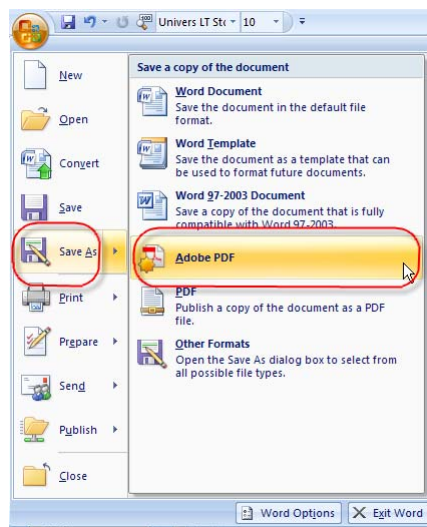 Univers LT Stc 10
New
Open
Convert
Save
Save As
Print
Prepare
Send
Publish
Close
Save a copy of the document
Word Document
Save the document in the default file
format.
Word Template
Save the document as a template that can
be used to format future documents.
Word 97-2003 Document
Save a copy of the document that is fully
compatible with Word 97-2003.
Adobe PDF
PDF
Publish a copy of the document as a PDF
file.
Other Formats
Open the Save As dialog box to select from
all possible file types.
Word Options Exit Word